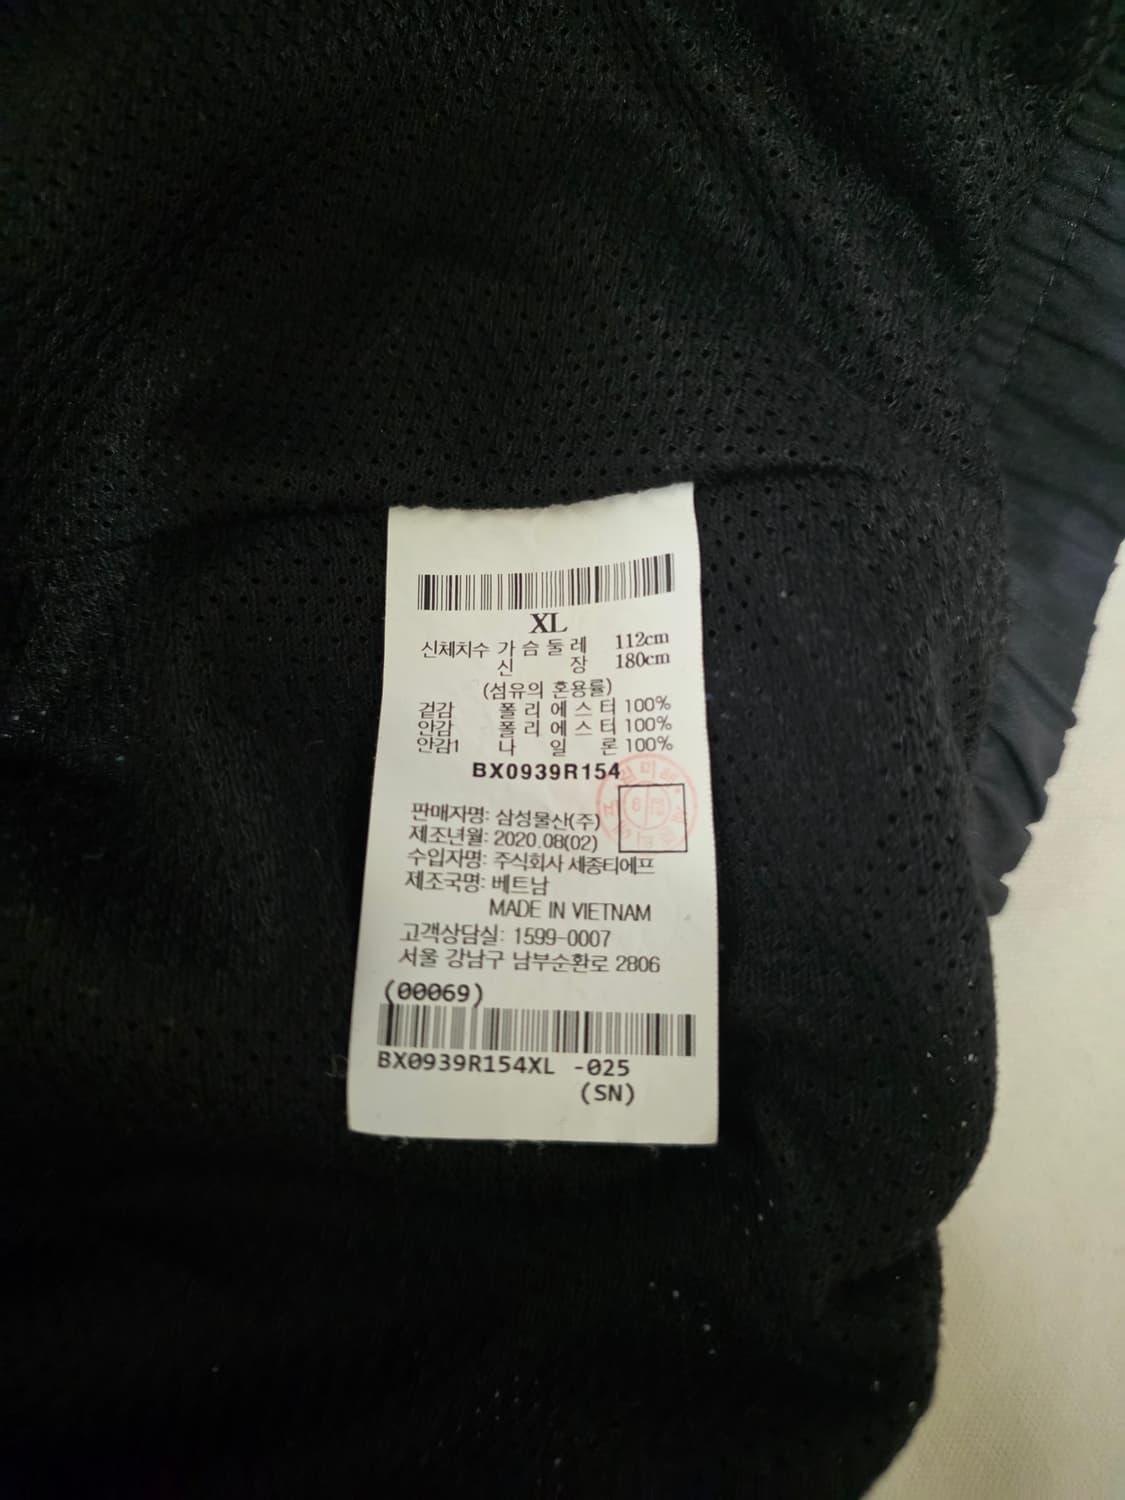 XL
신체치수 가슴둘레 112cm
신장 180cm
(섬유의 혼용률)
겉감 폴리에스터 100%
안감 폴리에스터 100%
안감1 나일론 100%
BX0939R154
판매자명: 삼성물산(주)
제조년월: 2020.08(02)
수입자명: 주식회사 세종티에프
제조국명: 베트남
MADE IN VIETNAM
고객상담실: 1599-0007
서울 강남구 남부순환로 2806
(00069)
BX0939R154XL -025
(SN)